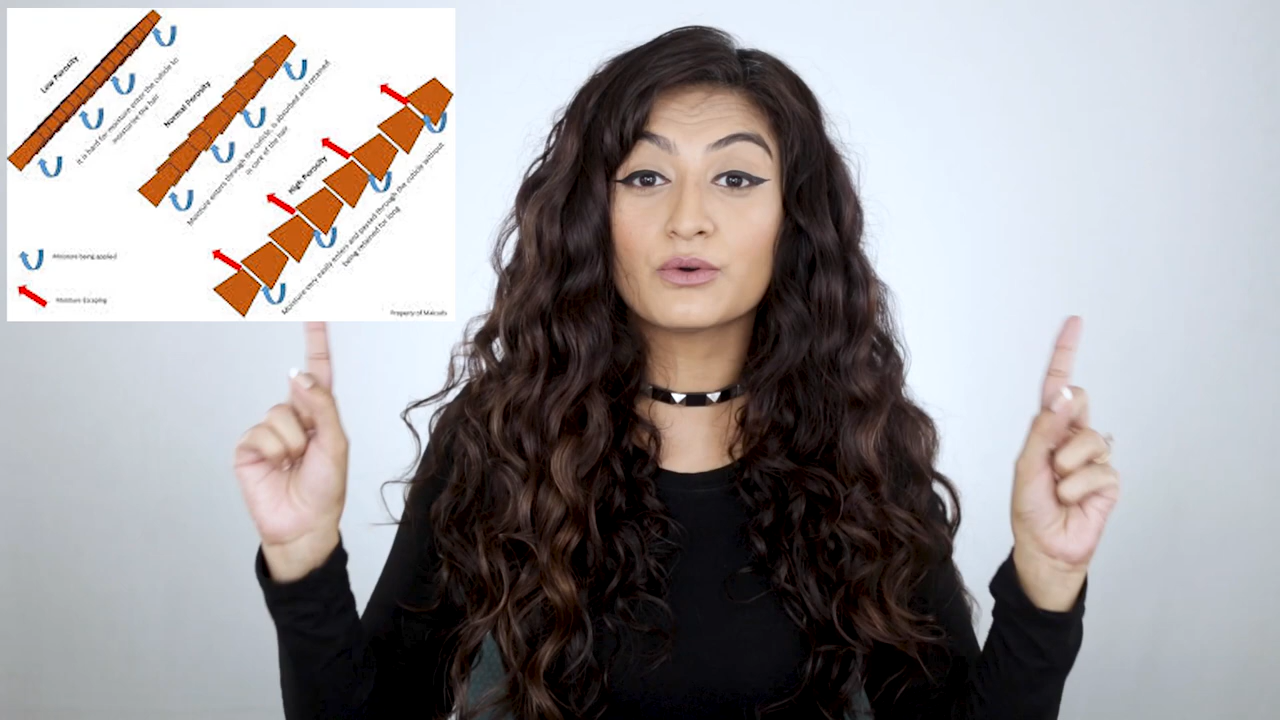 Low Porosity
It is hard for moisture enter the cuticle to
moisturise the hair
Normal Porosity
Moisture enters through the cuticle, is absorbed and retained
in core of the hair
High Porosity
Moisture very easily enters and passed through the cuticle without
being retained for long
Moisture being applied
Moisture Escaping
Property of